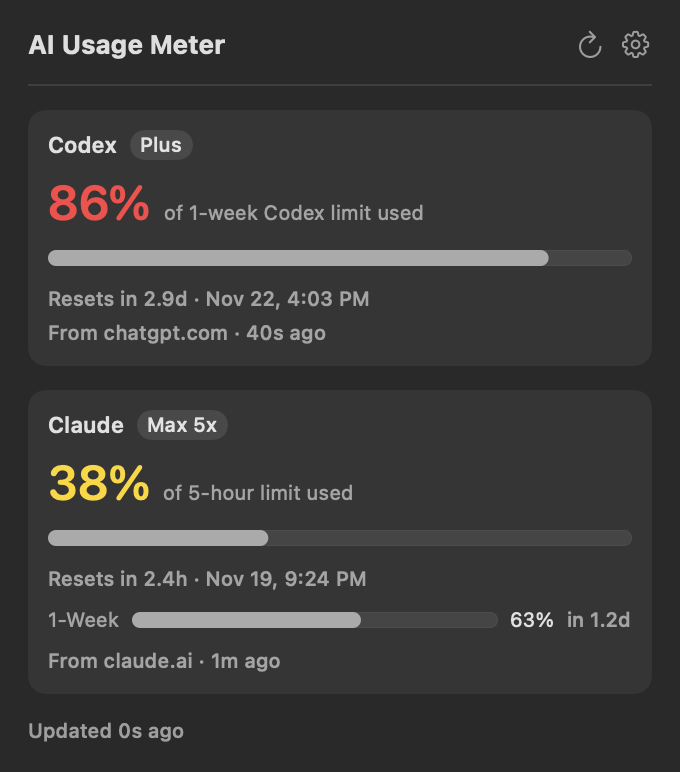 AI Usage Meter
Codex Plus
86% of 1-week Codex limit used
Resets in 2.9d · Nov 22, 4:03 PM
From chatgpt.com · 40s ago
Claude Max 5x
38% of 5-hour limit used
Resets in 2.4h · Nov 19, 9:24 PM
1-Week 63% in 1.2d
From claude.ai · 1m ago
Updated 0s ago